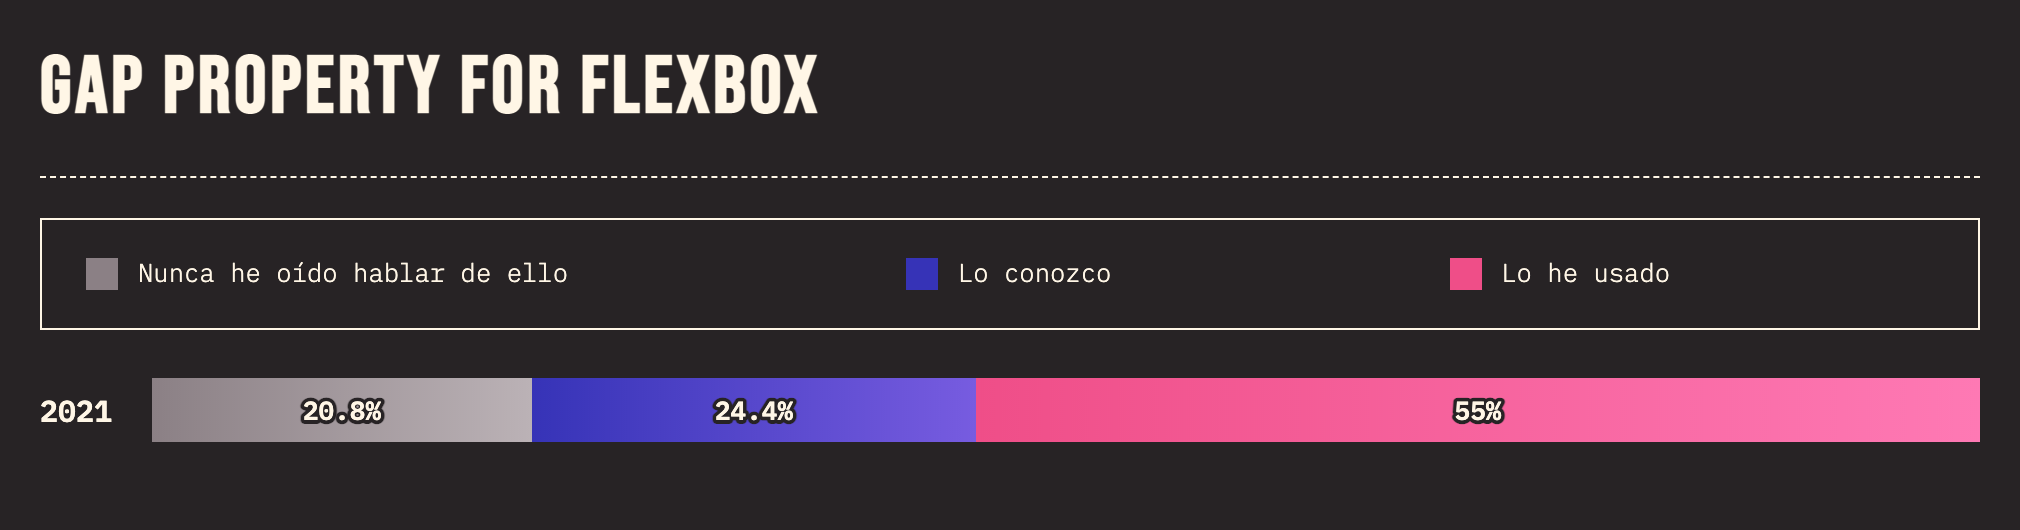 GAP PROPERTY FOR FLEXBOX
Nunca he oído hablar de ello
Lo conozco
Lo he usado
2021
20.8%
24.4%
55%